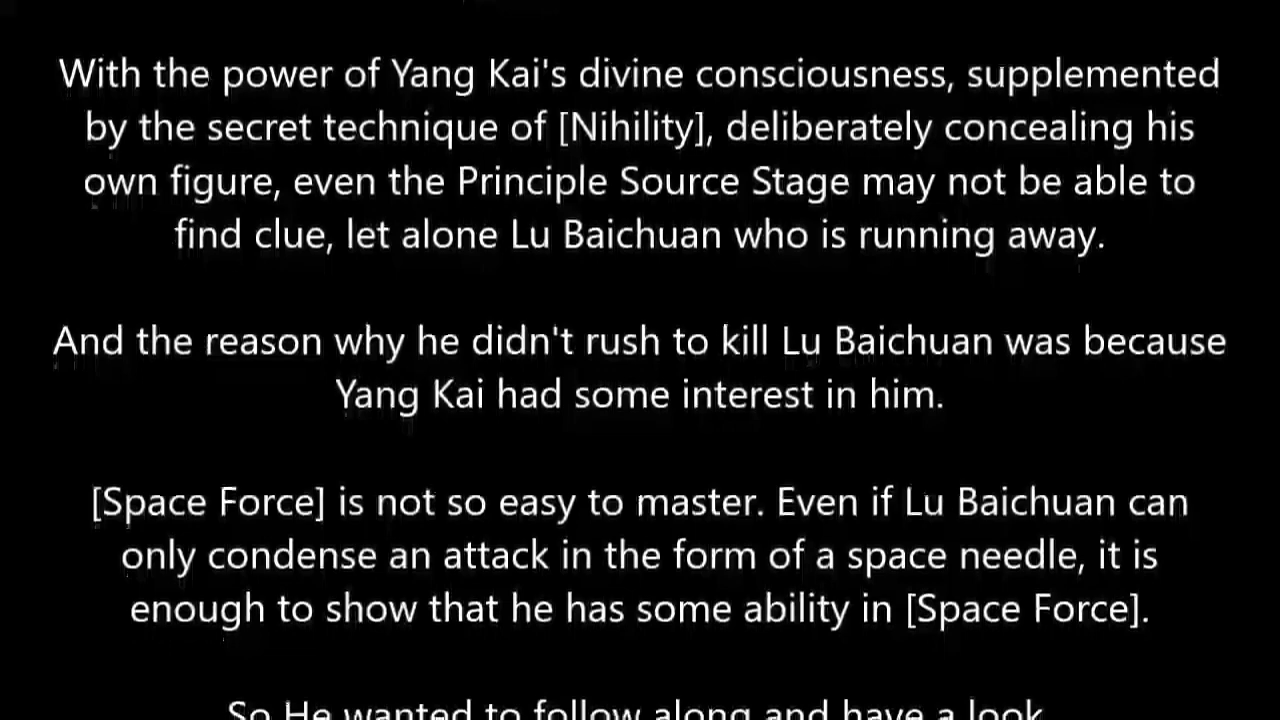 With the power of Yang Kai's divine consciousness, supplemented
by the secret technique of [Nihility], deliberately concealing his
own figure, even the Principle Source Stage may not be able to
find clue, let alone Lu Baichuan who is running away.
And the reason why he didn't rush to kill Lu Baichuan was because
Yang Kai had some interest in him.
[Space Force] is not so easy to master. Even if Lu Baichuan can
only condense an attack in the form of a space needle, it is
enough to show that he has some ability in [Space Force].
So He wanted to follow along and have a look